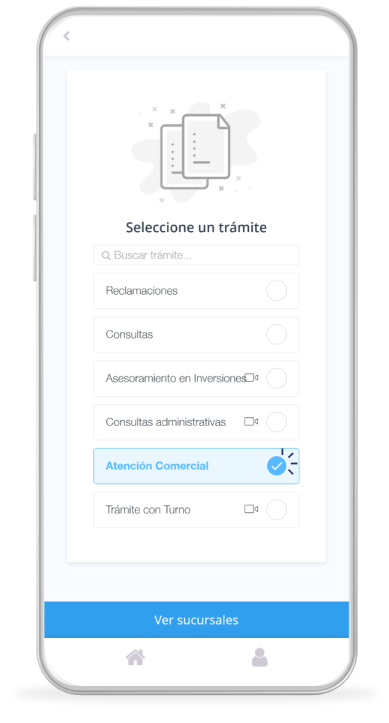 Seleccione un trámite
Buscar trámite...
Reclamaciones
Consultas
Asesoramiento en Inversiones
Consultas administrativas
Atención Comercial
Trámite con Turno
Ver sucursales